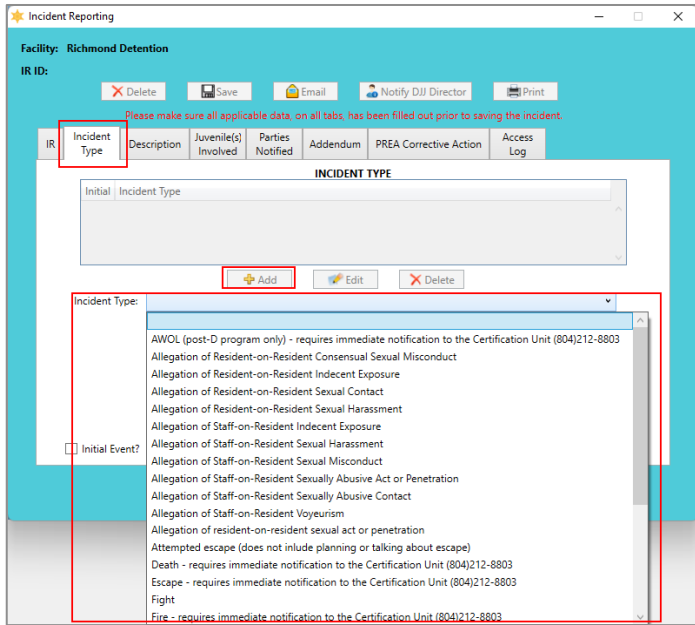 Incident Reporting
Facility: Richmond Detention
IR ID:
Delete Save Email Notify DJJ Director Print
Please make sure all applicable data, on all tabs, has been filled out prior to saving the incident.
IR Incident Type Description Juvenile(s) Involved Parties Notified Addendum PREA Corrective Action Access Log
INCIDENT TYPE
Initial Incident Type
Add Edit Delete
Incident Type:
AWOL (post-D program only) - requires immediate notification to the Certification Unit (804)212-8803
Allegation of Resident-on-Resident Consensual Sexual Misconduct
Allegation of Resident-on-Resident Indecent Exposure
Allegation of Resident-on-Resident Sexual Contact
Allegation of Resident-on-Resident Sexual Harassment
Allegation of Staff-on-Resident Indecent Exposure
Initial Event? Allegation of Staff-on-Resident Sexual Harassment
Allegation of Staff-on-Resident Sexual Misconduct
Allegation of Staff-on-Resident Sexually Abusive Act or Penetration
Allegation of Staff-on-Resident Sexually Abusive Contact
Allegation of Staff-on-Resident Voyeurism
Allegation of resident-on-resident sexual act or penetration
Attempted escape (does not inlude planning or talking about escape)
Death - requires immediate notification to the Certification Unit (804)212-8803
Escape - requires immediate notification to the Certification Unit (804)212-8803
Fight
Fire - requires immediate notification to the Certification Unit (804)212-8803